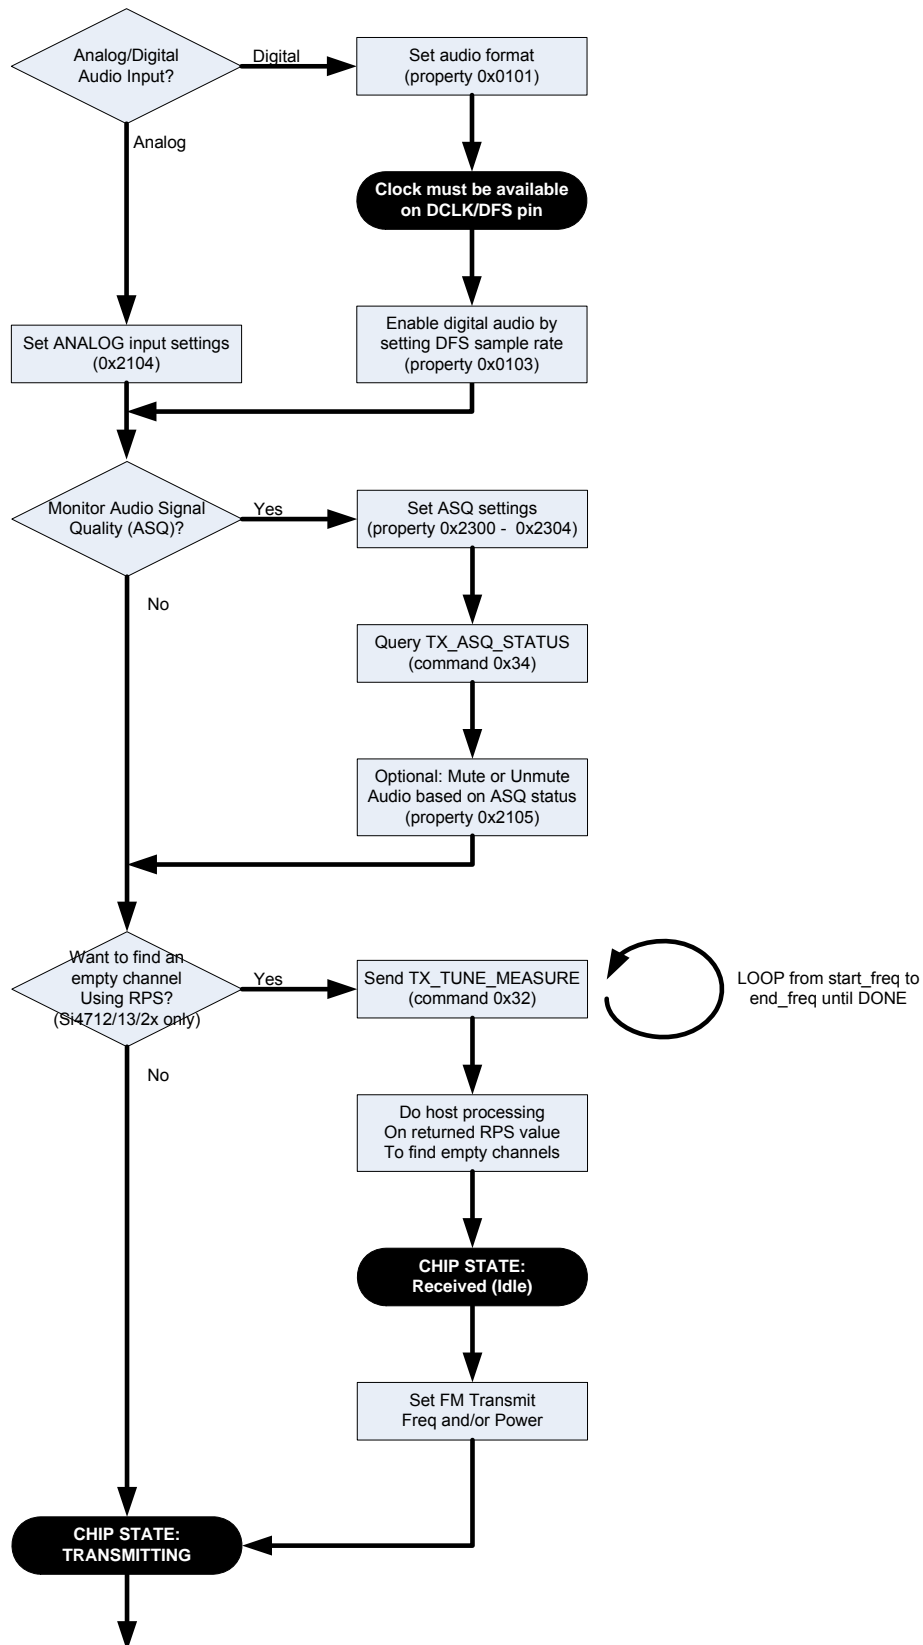 Analog/Digital
Audio Input?
Digital
Set audio format
(property 0x0101)
Analog
Clock must be available
on DCLK/DFS pin
Set ANALOG input settings
(0x2104)
Enable digital audio by
setting DFS sample rate
(property 0x0103)
Monitor Audio Signal
Quality (ASQ)?
Yes
Set ASQ settings
(property 0x2300 - 0x2304)
No
Query TX_ASQ_STATUS
(command 0x34)
Optional: Mute or Unmute
Audio based on ASQ status
(property 0x2105)
Want to find an
empty channel
Using RPS?
(Si4712/13/2x only)
Yes
Send TX_TUNE_MEASURE
(command 0x32)
LOOP from start_freq to
end_freq until DONE
No
Do host processing
On returned RPS value
To find empty channels
CHIP STATE:
Received (Idle)
Set FM Transmit
Freq and/or Power
CHIP STATE:
TRANSMITTING